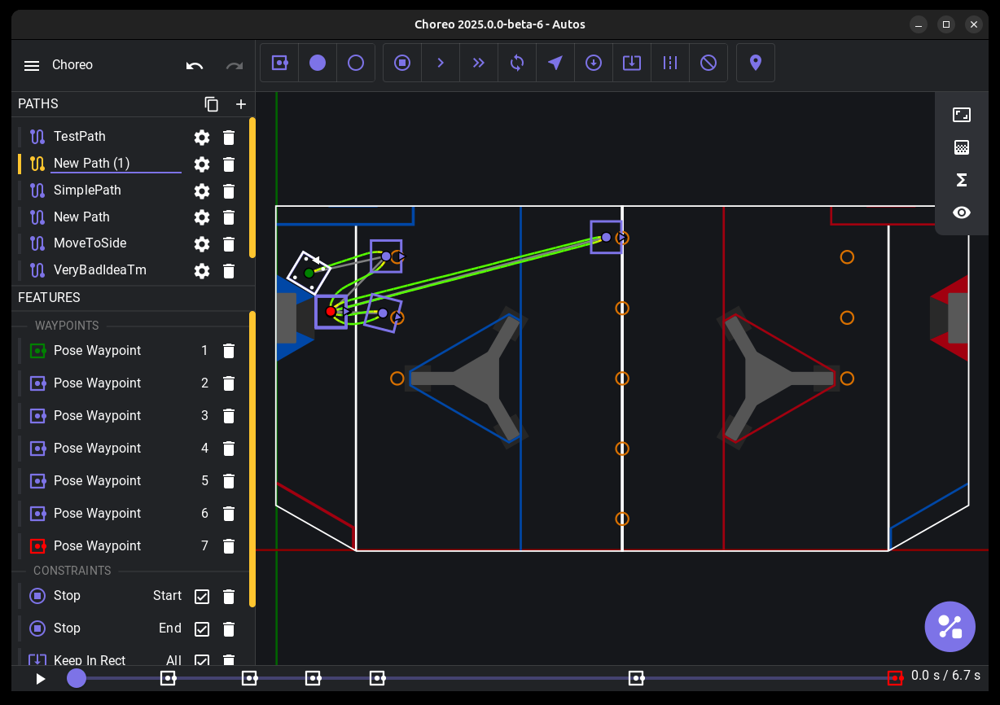 Choreo 2025.0.0-beta-6 - Autos
Choreo
PATHS
TestPath
New Path (1)
SimplePath
New Path
MoveToSide
VeryBadIdeaTm
FEATURES
WAYPOINTS
Pose Waypoint 1
Pose Waypoint 2
Pose Waypoint 3
Pose Waypoint 4
Pose Waypoint 5
Pose Waypoint 6
Pose Waypoint 7
CONSTRAINTS
Stop Start
Stop End
Keep In Rect All
0.0 s / 6.7 s